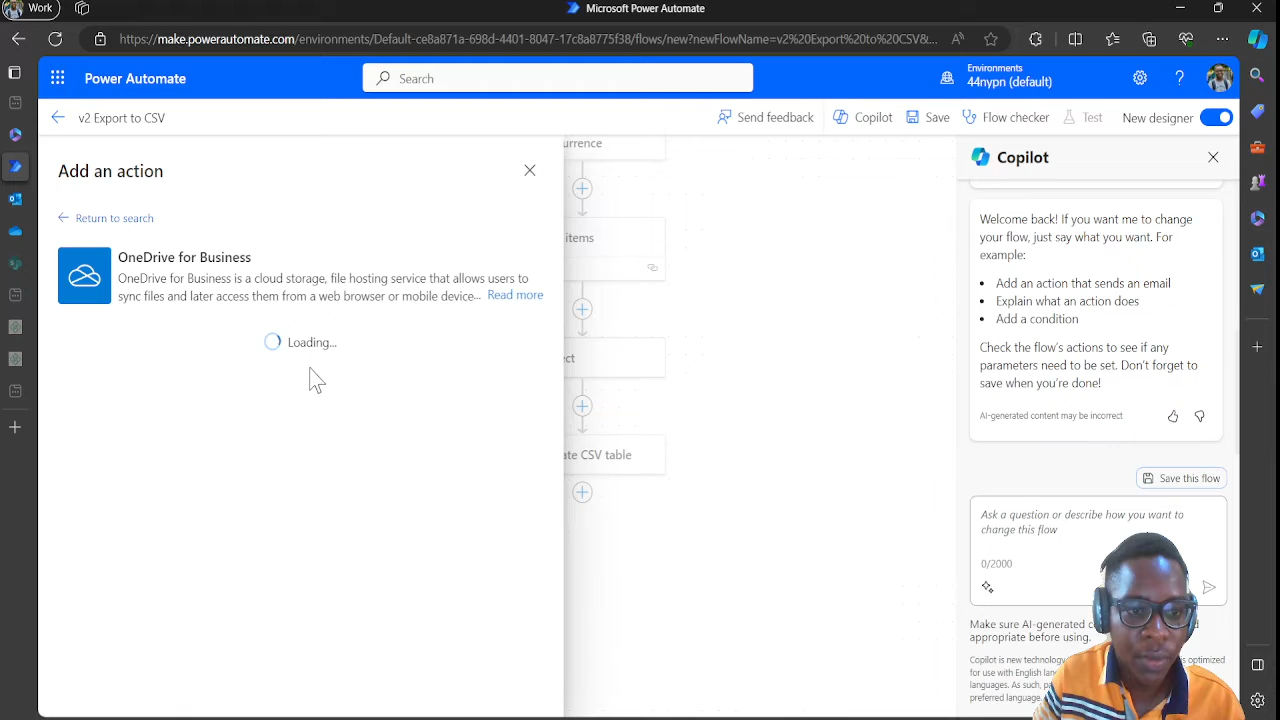 Work
Microsoft Power Automate
https://make.powerautomate.com/environments/Default-ce8a871a-698d-4401-8047-17c8a8775f38/flows/new?newFlowName=v2%20Export%20to%20CSV&...
Power Automate
Search
Environments
44nypn (default)
v2 Export to CSV
Send feedback
Copilot
Save
Flow checker
Test
New designer
Add an action
Return to search
OneDrive for Business
OneDrive for Business is a cloud storage, file hosting service that allows users to
sync files and later access them from a web browser or mobile device...
Read more
Loading...
urrence
items
ect
ate CSV table
Copilot
Welcome back! If you want me to change
your flow, just say what you want. For
example:
• Add an action that sends an email
• Explain what an action does
• Add a condition
Check the flow's actions to see if any
parameters need to be set. Don't forget to
save when you're done!
AI-generated content may be incorrect
Save this flow
Ask a question or describe how you want to
change this flow
0/2000
Make sure AI-generated c
appropriate before using.
Copilot is new technology
for use with English lan
languages. As such, pa
preferred language.
d
t is optimized